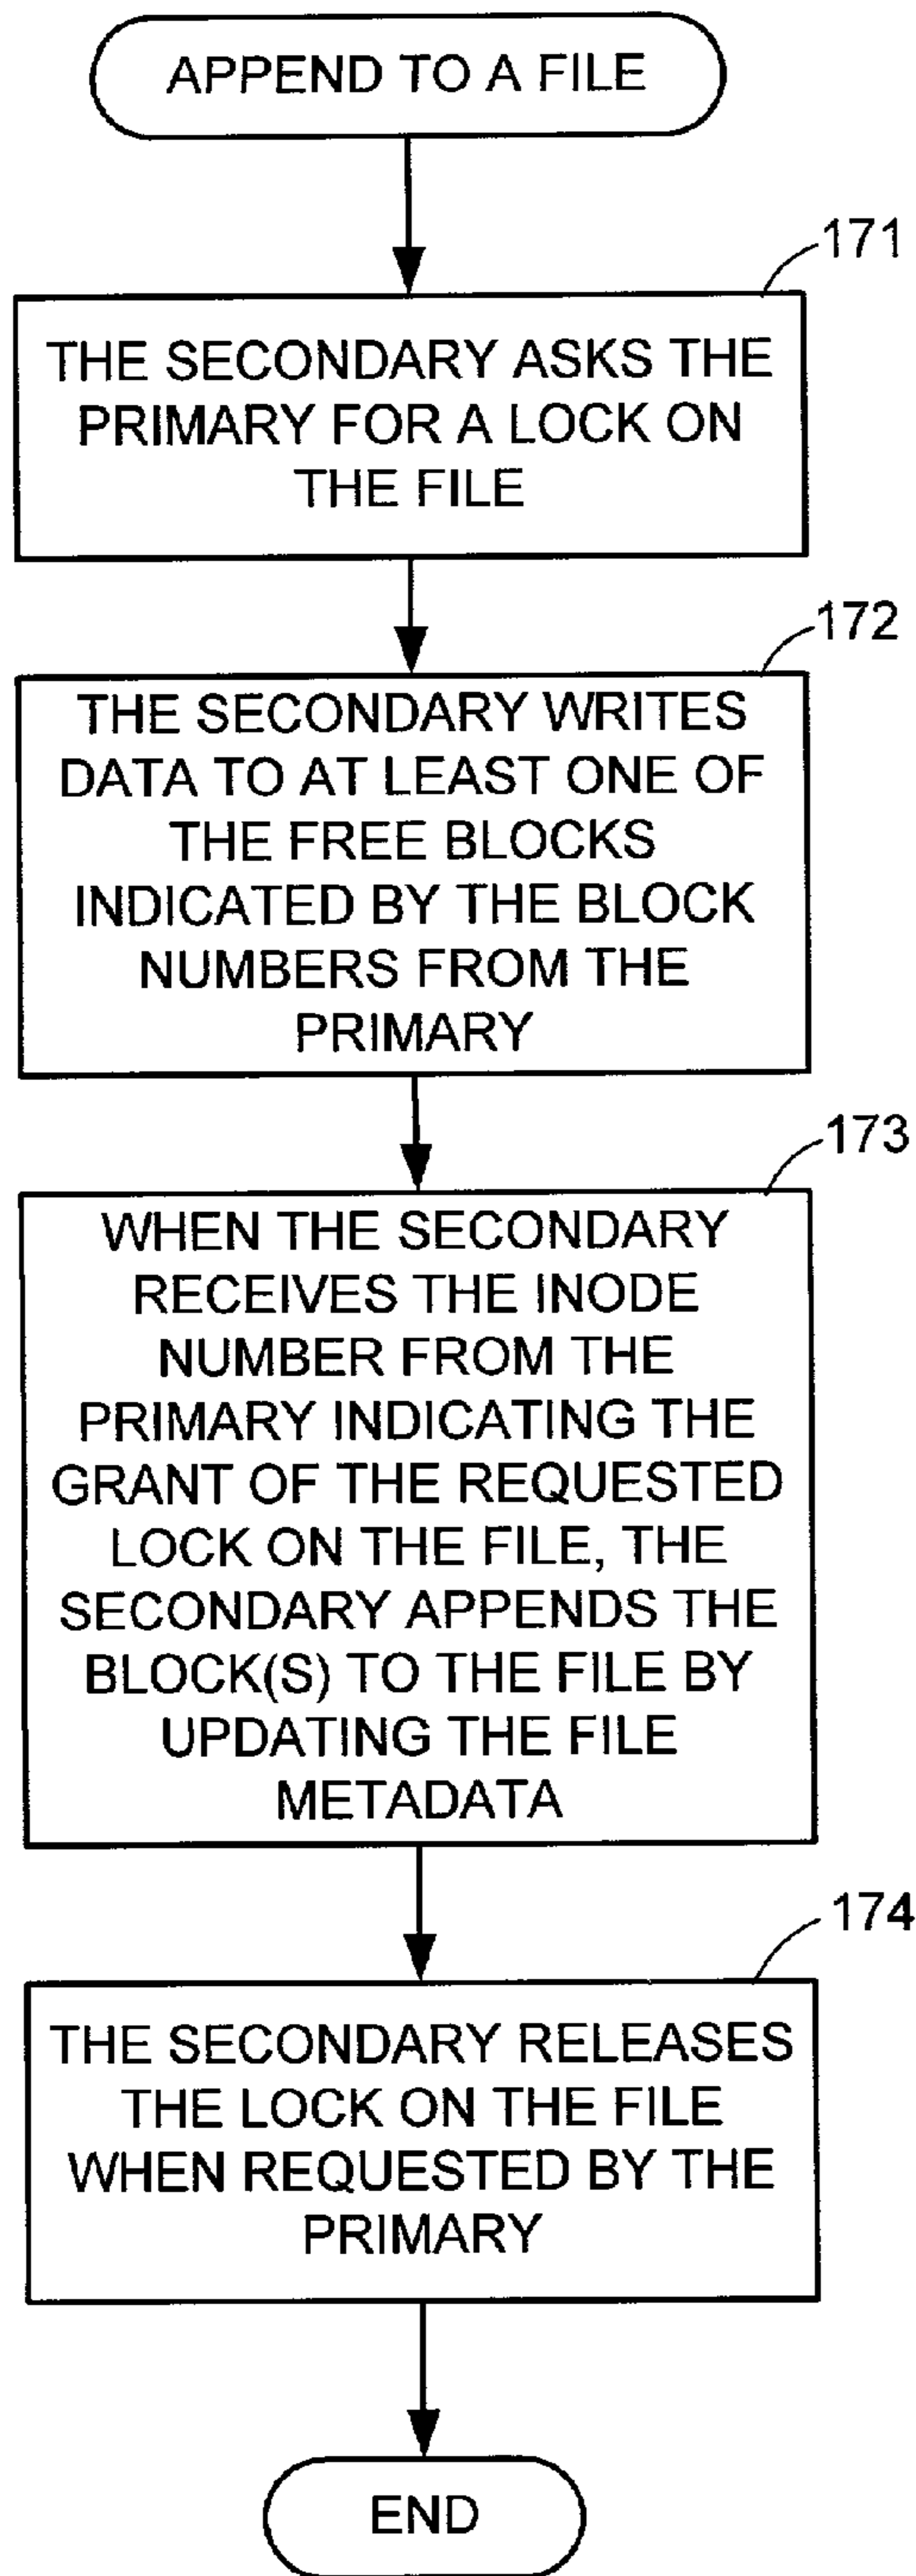 APPEND TO A FILE
171
THE SECONDARY ASKS THE
PRIMARY FOR A LOCK ON
THE FILE
172
THE SECONDARY WRITES
DATA TO AT LEAST ONE OF
THE FREE BLOCKS
INDICATED BY THE BLOCK
NUMBERS FROM THE
PRIMARY
173
WHEN THE SECONDARY
RECEIVES THE INODE
NUMBER FROM THE
PRIMARY INDICATING THE
GRANT OF THE REQUESTED
LOCK ON THE FILE, THE
SECONDARY APPENDS THE
BLOCK(S) TO THE FILE BY
UPDATING THE FILE
METADATA
174
THE SECONDARY RELEASES
THE LOCK ON THE FILE
WHEN REQUESTED BY THE
PRIMARY
END